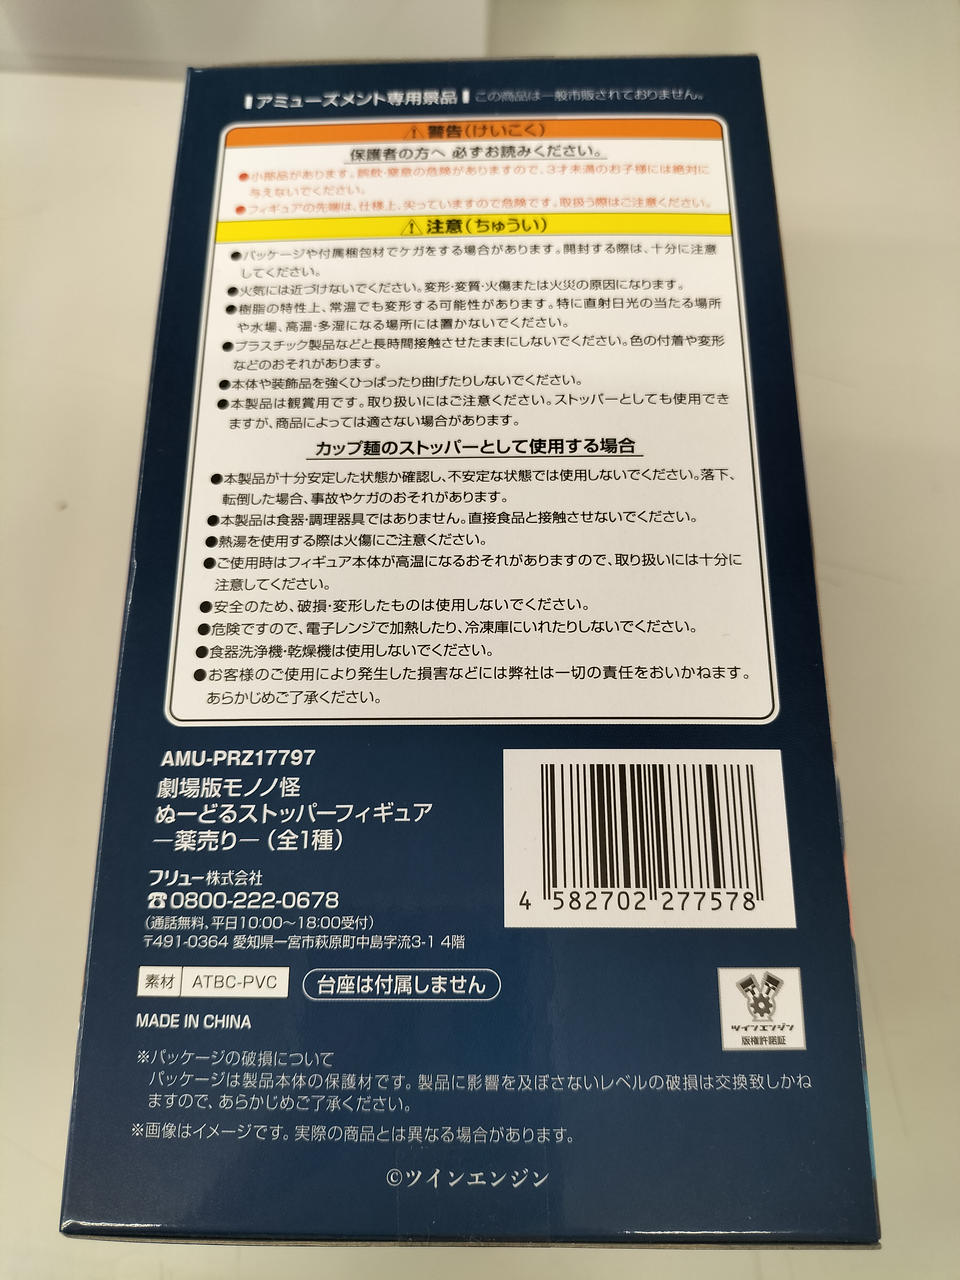 アミューズメント専用景品 この商品は一般市販されておりません。
⚠警告(けいこく)
保護者の方へ 必ずお読みください。
●小部品があります。誤飲・窒息の危険がありますので、3才未満のお子様には絶対に
与えないでください。
●フィギュアの先端は、仕様上、尖っていますので危険です。取扱う際はご注意ください。
⚠注意(ちゅうい)
●パッケージや付属梱包材でケガをする場合があります。開封する際は、十分に注意
してください。
●火気には近づけないでください。変形・変質・火傷または火災の原因になります。
●樹脂の特性上、常温でも変形する可能性があります。特に直射日光の当たる場所
や水場、高温・多湿になる場所には置かないでください。
●プラスチック製品などと長時間接触させたままにしないでください。色の付着や変形
などのおそれがあります。
●本体や装飾品を強くひっぱったり曲げたりしないでください。
●本製品は観賞用です。取り扱いにはご注意ください。ストッパーとしても使用でき
ますが、商品によっては適さない場合があります。
カップ麺のストッパーとして使用する場合
●本製品が十分安定した状態か確認し、不安定な状態では使用しないでください。落下、
転倒した場合、事故やケガのおそれがあります。
●本製品は食器・調理器具ではありません。直接食品と接触させないでください。
●熱湯を使用する際は火傷にご注意ください。
●ご使用時はフィギュア本体が高温になるおそれがありますので、取り扱いには十分に
注意してください。
●安全のため、破損・変形したものは使用しないでください。
●危険ですので、電子レンジで加熱したり、冷凍庫にいれたりしないでください。
●食器洗浄機・乾燥機は使用しないでください。
●お客様のご使用により発生した損害などには弊社は一切の責任をおいかねます。
あらかじめご了承ください。
AMU-PRZ17797
劇場版モノノ怪
ぬーどるストッパーフィギュア
―薬売り―(全1種)
フリュー株式会社
☎0800-222-0678
(通話無料、平日10:00〜18:00受付)
〒491-0364 愛知県一宮市萩原町中島字流3-1 4階
4 582702 277578
素材 ATBC-PVC 台座は付属しません
MADE IN CHINA
ツインエンジン
版権許諾証
※パッケージの破損について
パッケージは製品本体の保護材です。製品に影響を及ぼさないレベルの破損は交換致しかね
ますので、あらかじめご了承ください。
※画像はイメージです。実際の商品とは異なる場合があります。
©ツインエンジン